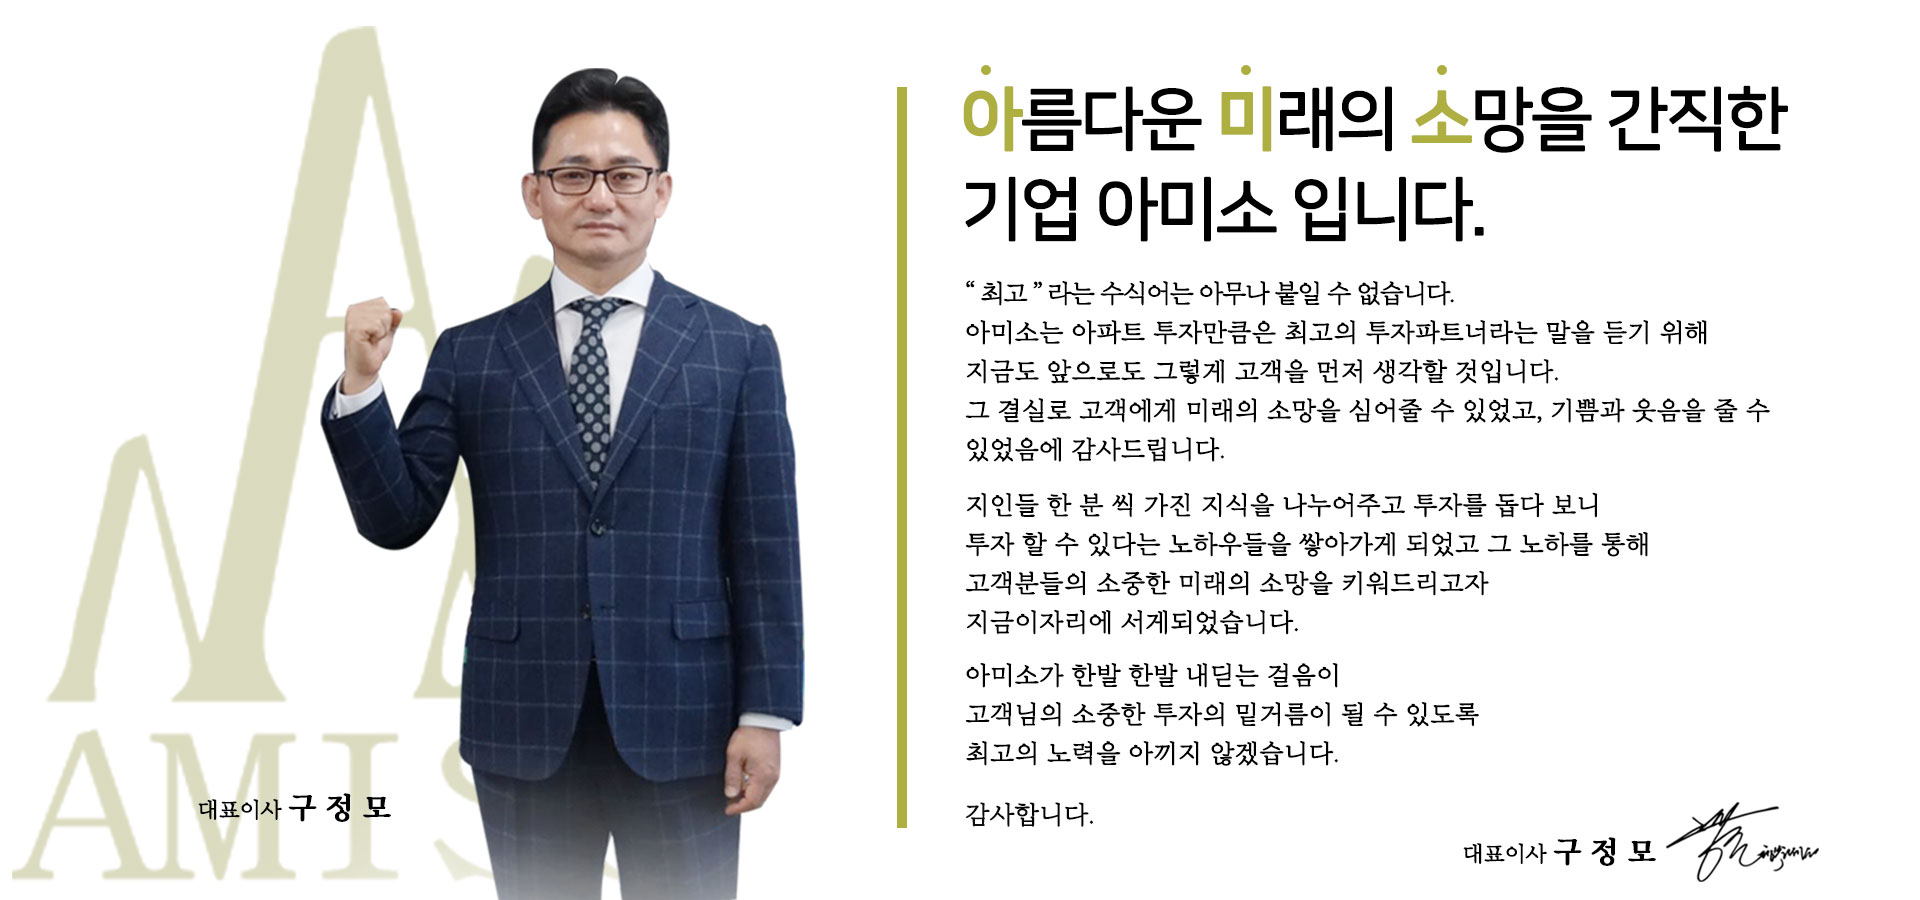 아름다운 미래의 소망을 간직한
기업 아미소 입니다.
“ 최고 ” 라는 수식어는 아무나 붙일 수 없습니다.
아미소는 아파트 투자만큼은 최고의 투자파트너라는 말을 듣기 위해
지금도 앞으로도 그렇게 고객을 먼저 생각할 것입니다.
그 결실로 고객에게 미래의 소망을 심어줄 수 있었고, 기쁨과 웃음을 줄 수
있었음에 감사드립니다.
지인들 한 분 씩 가진 지식을 나누어주고 투자를 돕다 보니
투자 할 수 있다는 노하우들을 쌓아가게 되었고 그 노하를 통해
고객분들의 소중한 미래의 소망을 키워드리고자
지금이자리에 서게되었습니다.
아미소가 한발 한발 내딛는 걸음이
고객님의 소중한 투자의 밑거름이 될 수 있도록
최고의 노력을 아끼지 않겠습니다.
감사합니다.
대표이사 구 정 모
AMIS
대표이사 구 정 모